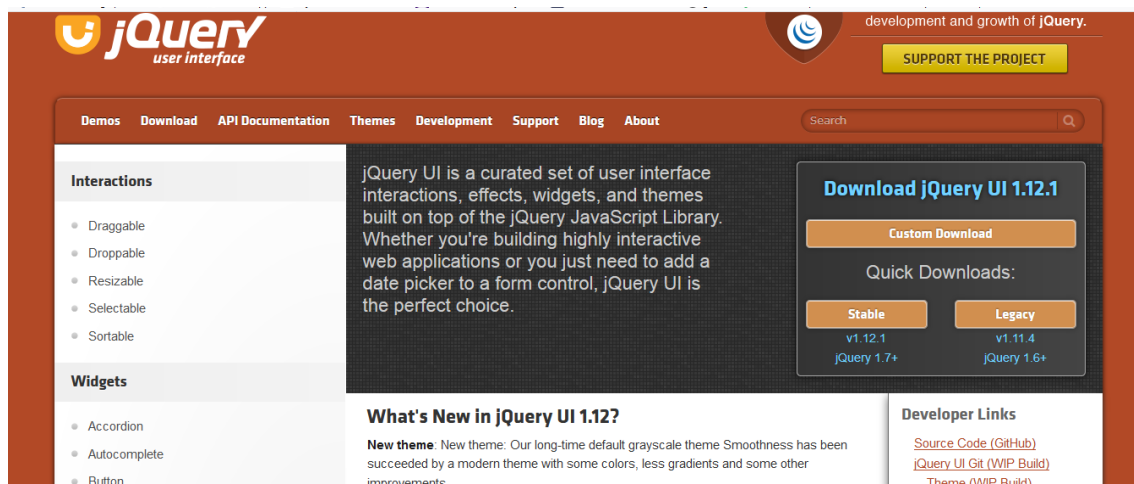 jQuery
user interface
development and growth of jQuery.
SUPPORT THE PROJECT
Demos Download API Documentation Themes Development Support Blog About Search
Interactions
Draggable
Droppable
Resizable
Selectable
Sortable
Widgets
Accordion
Autocomplete
Button
jQuery UI is a curated set of user interface
interactions, effects, widgets, and themes
built on top of the jQuery JavaScript Library.
Whether you're building highly interactive
web applications or you just need to add a
date picker to a form control, jQuery UI is
the perfect choice.
Download jQuery UI 1.12.1
Custom Download
Quick Downloads:
Stable Legacy
v1.12.1 v1.11.4
jQuery 1.7+ jQuery 1.6+
What's New in jQuery UI 1.12?
New theme: New theme: Our long-time default grayscale theme Smoothness has been
succeeded by a modern theme with some colors, less gradients and some other
improvements
Developer Links
Source Code (GitHub)
jQuery UI Git (WIP Build)
Theme (WIP Build)